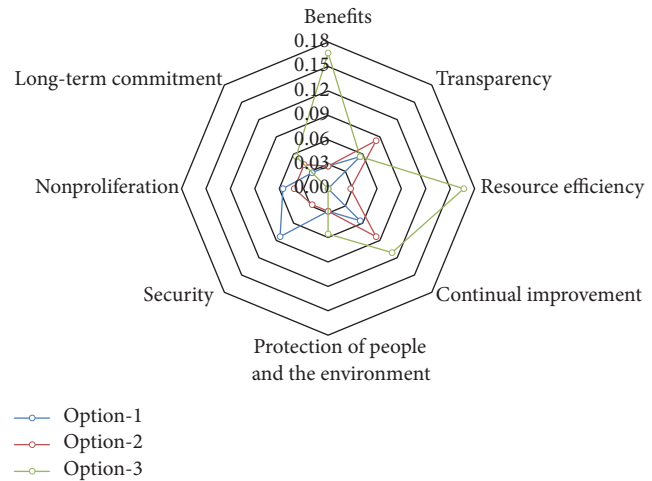 Benefits
0.18
0.15
0.12
0.09
0.06
0.03
0.00
Long-term commitment
Transparency
Nonproliferation
Resource efficiency
Security
Continual improvement
Protection of people
and the environment
Option-1
Option-2
Option-3